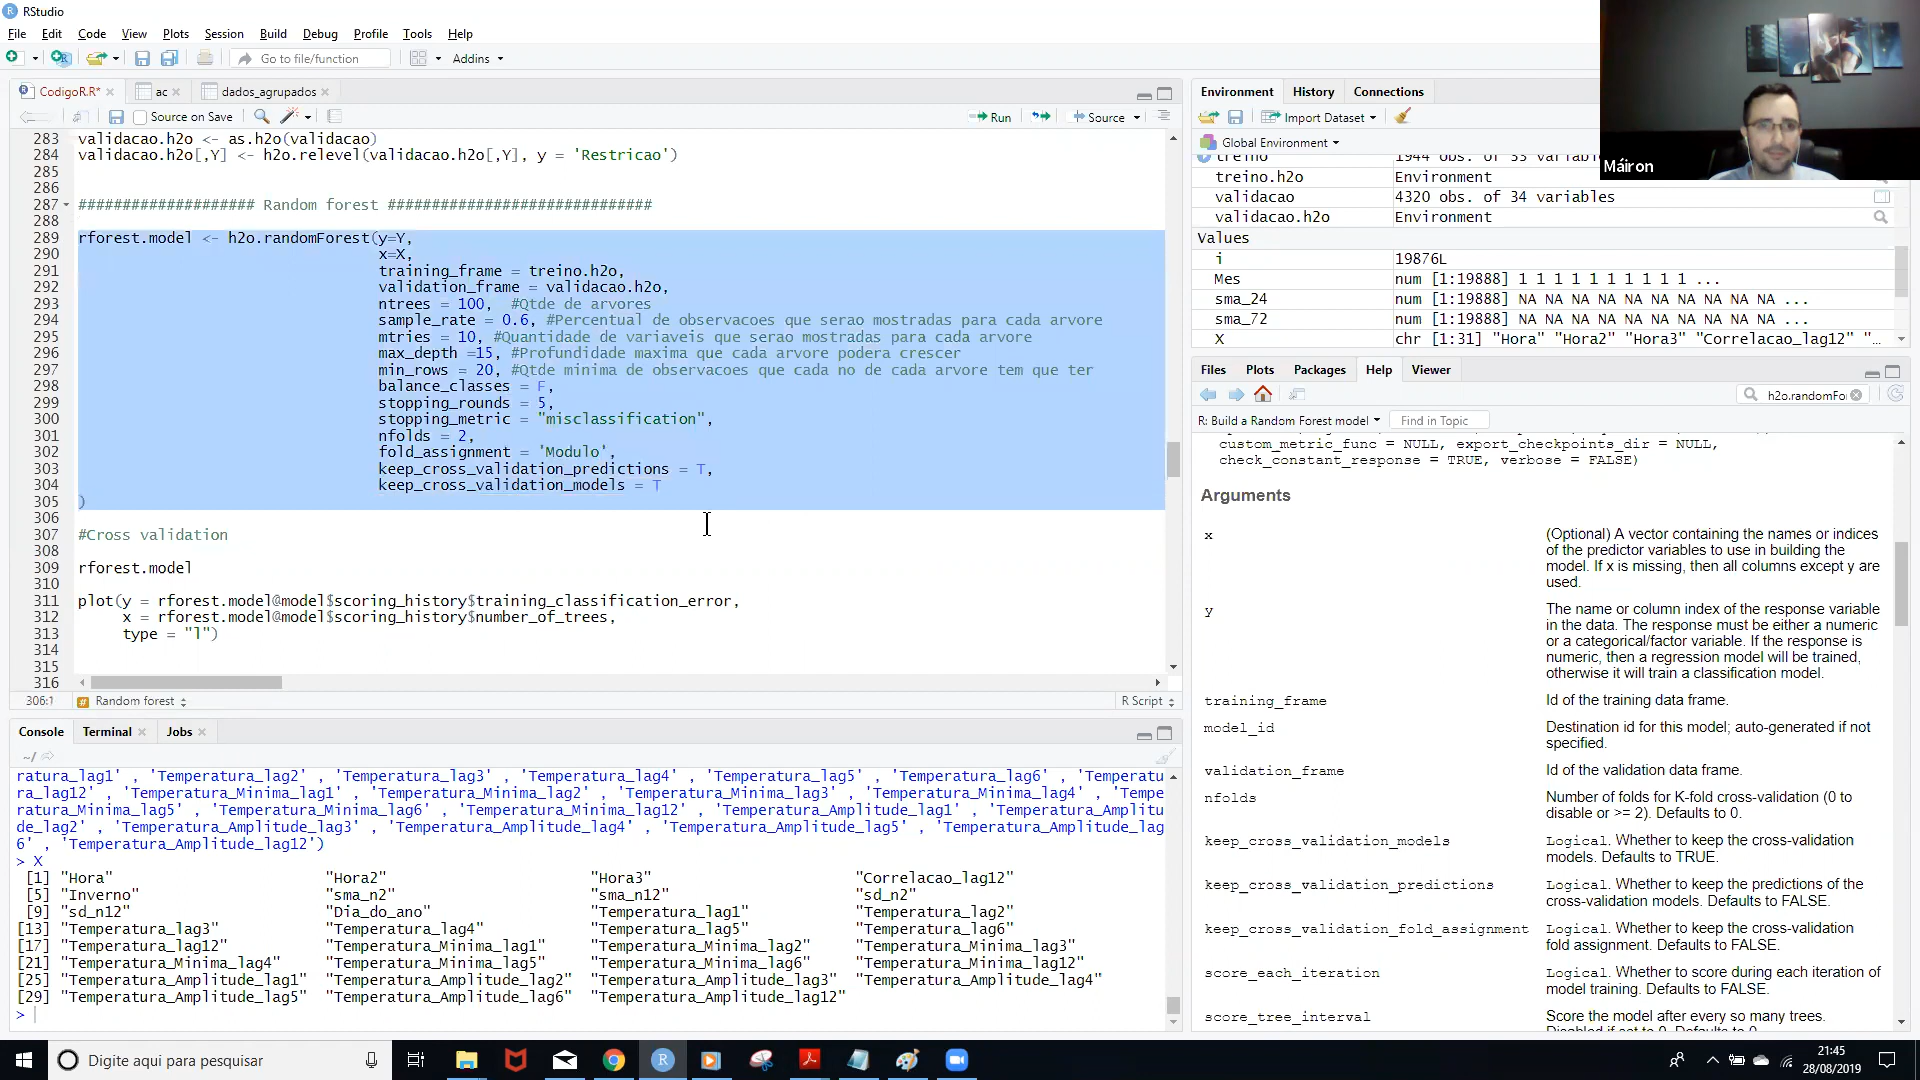 RStudio
File Edit Code View Plots Session Build Debug Profile Tools Help
Go to file/function Addins
CodigoR.R* ac dados_agrupados
Source on Save Run Source
283 validacao.h2o <- as.h2o(validacao)
284 validacao.h2o[,Y] <- h2o.relevel(validacao.h2o[,Y], y = 'Restricao')
285
286
287 #################### Random forest ##############################
288
289 rforest.model <- h2o.randomForest(y=Y,
290 x=X,
291 training_frame = treino.h2o,
292 validation_frame = validacao.h2o,
293 ntrees = 100, #Qtde de arvores
294 sample_rate = 0.6, #Percentual de observacoes que serao mostradas para cada arvore
295 mtries = 10, #Quantidade de variaveis que serao mostradas para cada arvore
296 max_depth =15, #Profundidade maxima que cada arvore podera crescer
297 min_rows = 20, #Qtde minima de observacoes que cada no de cada arvore tem que ter
298 balance_classes = F,
299 stopping_rounds = 5,
300 stopping_metric = "misclassification",
301 nfolds = 2,
302 fold_assignment = 'Modulo',
303 keep_cross_validation_predictions = T,
304 keep_cross_validation_models = T
305 )
306
307 #Cross validation
308
309 rforest.model
310
311 plot(y = rforest.model@model$scoring_history$training_classification_error,
312 x = rforest.model@model$scoring_history$number_of_trees,
313 type = "l")
314
315
316
306:1 Random forest R Script
Console Terminal Jobs
~/
ratura_lag1' , 'Temperatura_lag2' , 'Temperatura_lag3' , 'Temperatura_lag4' , 'Temperatura_lag5' , 'Temperatura_lag6' , 'Temperatu
ra_lag12' , 'Temperatura_Minima_lag1' , 'Temperatura_Minima_lag2' , 'Temperatura_Minima_lag3' , 'Temperatura_Minima_lag4' , 'Tempe
ratura_Minima_lag5' , 'Temperatura_Minima_lag6' , 'Temperatura_Minima_lag12' , 'Temperatura_Amplitude_lag1' , 'Temperatura_Amplitu
de_lag2' , 'Temperatura_Amplitude_lag3' , 'Temperatura_Amplitude_lag4' , 'Temperatura_Amplitude_lag5' , 'Temperatura_Amplitude_lag
6' , 'Temperatura_Amplitude_lag12')
> X
[1] "Hora" "Hora2" "Hora3" "Correlacao_lag12"
[5] "Inverno" "sma_n2" "sma_n12" "sd_n2"
[9] "sd_n12" "Dia_do_ano" "Temperatura_lag1" "Temperatura_lag2"
[13] "Temperatura_lag3" "Temperatura_lag4" "Temperatura_lag5" "Temperatura_lag6"
[17] "Temperatura_lag12" "Temperatura_Minima_lag1" "Temperatura_Minima_lag2" "Temperatura_Minima_lag3"
[21] "Temperatura_Minima_lag4" "Temperatura_Minima_lag5" "Temperatura_Minima_lag6" "Temperatura_Minima_lag12"
[25] "Temperatura_Amplitude_lag1" "Temperatura_Amplitude_lag2" "Temperatura_Amplitude_lag3" "Temperatura_Amplitude_lag4"
[29] "Temperatura_Amplitude_lag5" "Temperatura_Amplitude_lag6" "Temperatura_Amplitude_lag12"
>
Environment History Connections
Import Dataset
Global Environment
treino 1944 obs. of 33 variabl
treino.h2o Environment
validacao 4320 obs. of 34 variables
validacao.h2o Environment
Values
i 19876L
Mes num [1:19888] 1 1 1 1 1 1 1 1 1 1 ...
sma_24 num [1:19888] NA NA NA NA NA NA NA NA NA NA ...
sma_72 num [1:19888] NA NA NA NA NA NA NA NA NA NA ...
X chr [1:31] "Hora" "Hora2" "Hora3" "Correlacao_lag12" "…
Máiron
Files Plots Packages Help Viewer
h2o.randomFo
R: Build a Random Forest model Find in Topic
custom_metric_func = NULL, export_checkpoints_dir = NULL,
check_constant_response = TRUE, verbose = FALSE)
Arguments
x (Optional) A vector containing the names or indices
of the predictor variables to use in building the
model. If x is missing, then all columns except y are
used.
y The name or column index of the response variable
in the data. The response must be either a numeric
or a categorical/factor variable. If the response is
numeric, then a regression model will be trained,
otherwise it will train a classification model.
training_frame Id of the training data frame.
model_id Destination id for this model; auto-generated if not
specified.
validation_frame Id of the validation data frame.
nfolds Number of folds for K-fold cross-validation (0 to
disable or >= 2). Defaults to 0.
keep_cross_validation_models Logical. Whether to keep the cross-validation
models. Defaults to TRUE.
keep_cross_validation_predictions Logical. Whether to keep the predictions of the
cross-validation models. Defaults to FALSE.
keep_cross_validation_fold_assignment Logical. Whether to keep the cross-validation
fold assignment. Defaults to FALSE.
score_each_iteration Logical. Whether to score during each iteration of
model training. Defaults to FALSE.
score_tree_interval Score the model after every so many trees.
Disabled if set to 0. Defaults to 0.
Digite aqui para pesquisar
21:45
28/08/2019